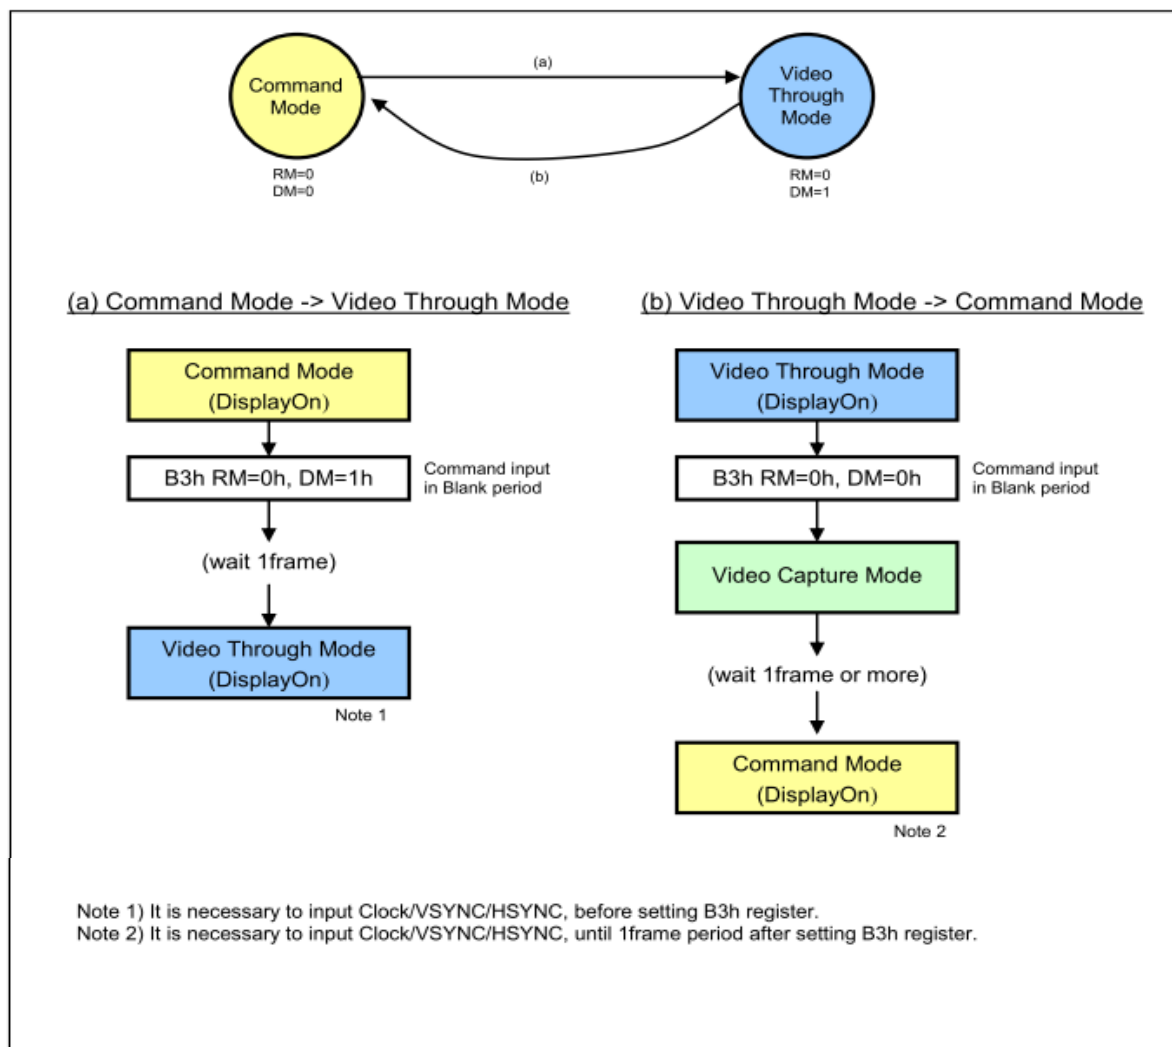 (a)
Command
Mode
Video
Through
Mode
(b)
RM=0
DM=0
RM=0
DM=1
(a) Command Mode -> Video Through Mode
Command Mode
(DisplayOn)
B3h RM=0h, DM=1h
Command input
in Blank period
(wait 1frame)
Video Through Mode
(DisplayOn)
Note 1
(b) Video Through Mode -> Command Mode
Video Through Mode
(DisplayOn)
B3h RM=0h, DM=0h
Command input
in Blank period
Video Capture Mode
(wait 1frame or more)
Command Mode
(DisplayOn)
Note 2
Note 1) It is necessary to input Clock/VSYNC/HSYNC, before setting B3h register.
Note 2) It is necessary to input Clock/VSYNC/HSYNC, until 1frame period after setting B3h register.